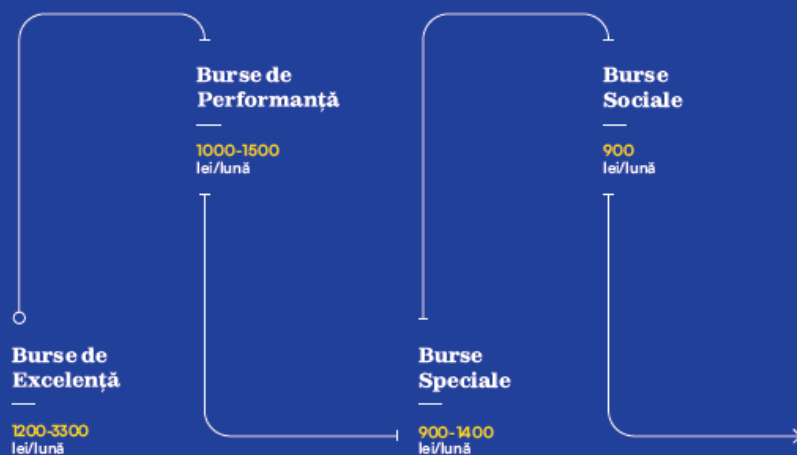 Burse de
Excelență
1200-3300
lei/lună
Burse de
Performanță
1000-1500
lei/lună
Burse
Speciale
900-1400
lei/lună
Burse
Sociale
900
lei/lună